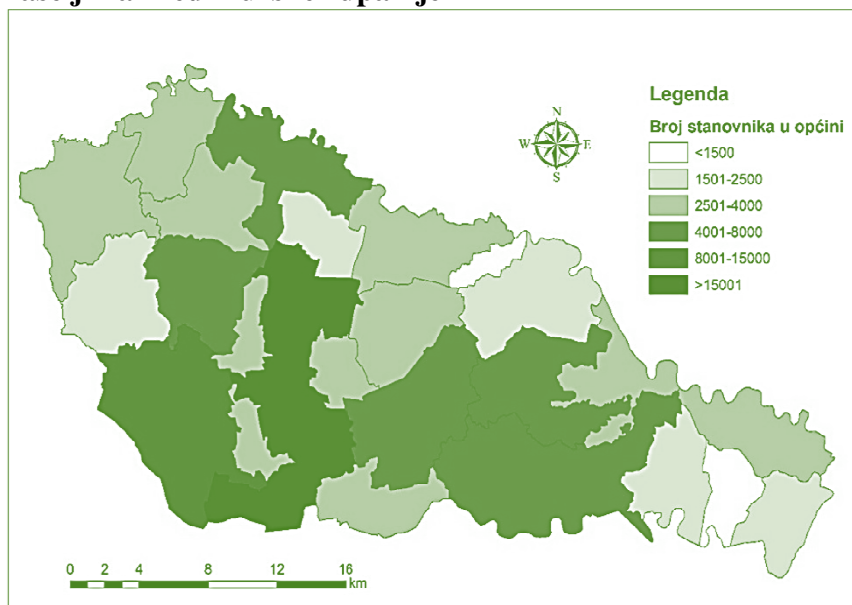 Legenda
Broj stanovnika u općini
<1500
1501-2500
2501-4000
4001-8000
8001-15000
>15001
N
W E
S
0 2 4 8 12 16
km